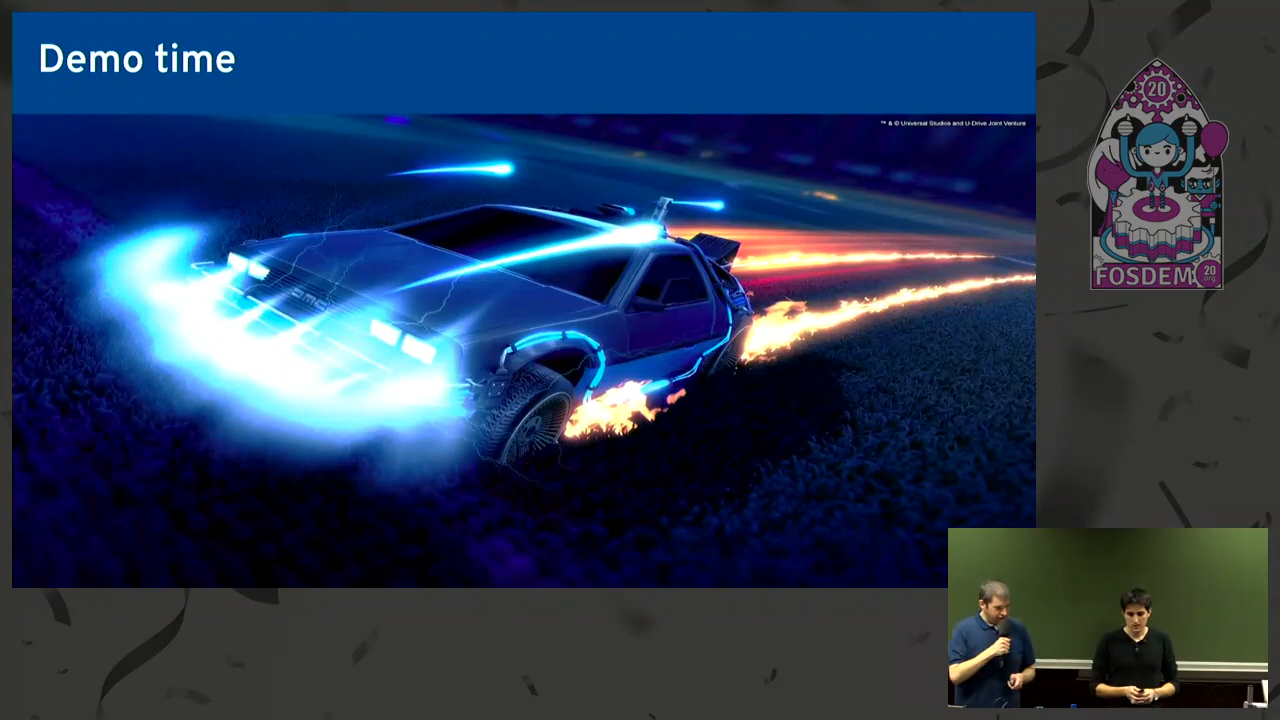 Demo time
™ & © Universal Studios and U-Drive Joint Venture
20
FOSDEM
20
org